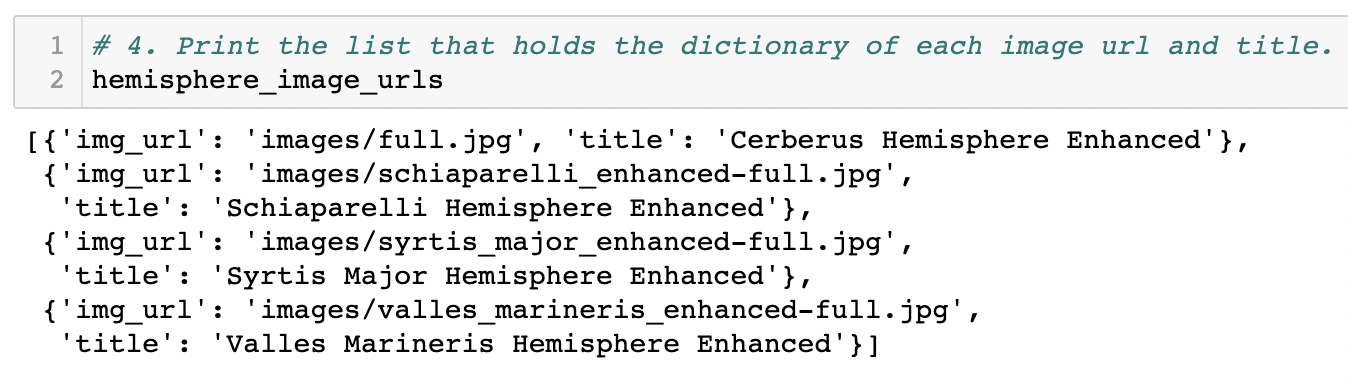 1 # 4. Print the list that holds the dictionary of each image url and title.
2 hemisphere_image_urls
[{'img_url': 'images/full.jpg', 'title': 'Cerberus Hemisphere Enhanced'},
{'img_url': 'images/schiaparelli_enhanced-full.jpg',
'title': 'Schiaparelli Hemisphere Enhanced'},
{'img_url': 'images/syrtis_major_enhanced-full.jpg',
'title': 'Syrtis Major Hemisphere Enhanced'},
{'img_url': 'images/valles_marineris_enhanced-full.jpg',
'title': 'Valles Marineris Hemisphere Enhanced'}]